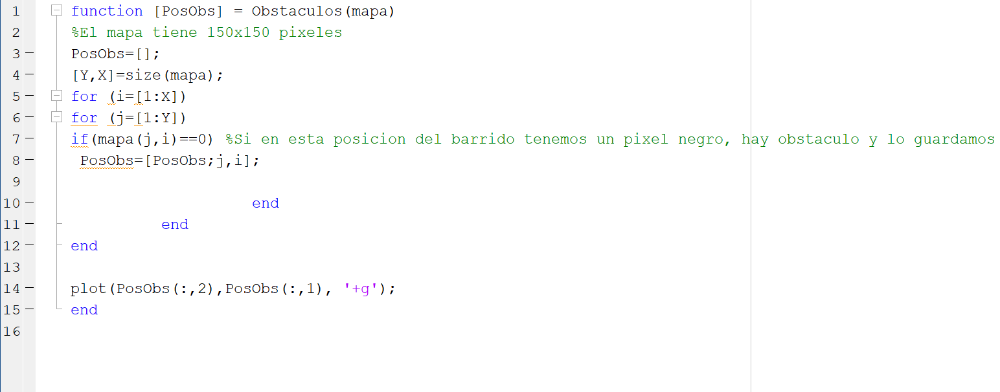 1 function [PosObs] = Obstaculos(mapa)
2 %El mapa tiene 150x150 pixeles
3 PosObs=[];
4 [Y,X]=size(mapa);
5 for (i=[1:X])
6 for (j=[1:Y])
7 if(mapa(j,i)==0) %Si en esta posicion del barrido tenemos un pixel negro, hay obstaculo y lo guardamos
8 PosObs=[PosObs;j,i];
9
10 end
11 end
12 end
13
14 plot(PosObs(:,2),PosObs(:,1), '+g');
15 end
16